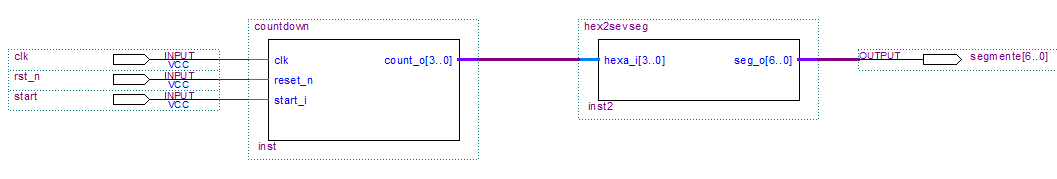 countdown
hex2sevseg
clk INPUT VCC
clk count_o[3..0]
hexa_i[3..0] seg_o[6..0]
OUTPUT segmente[6..0]
rst_n INPUT VCC
reset_n
start INPUT VCC
start_i
inst2
inst